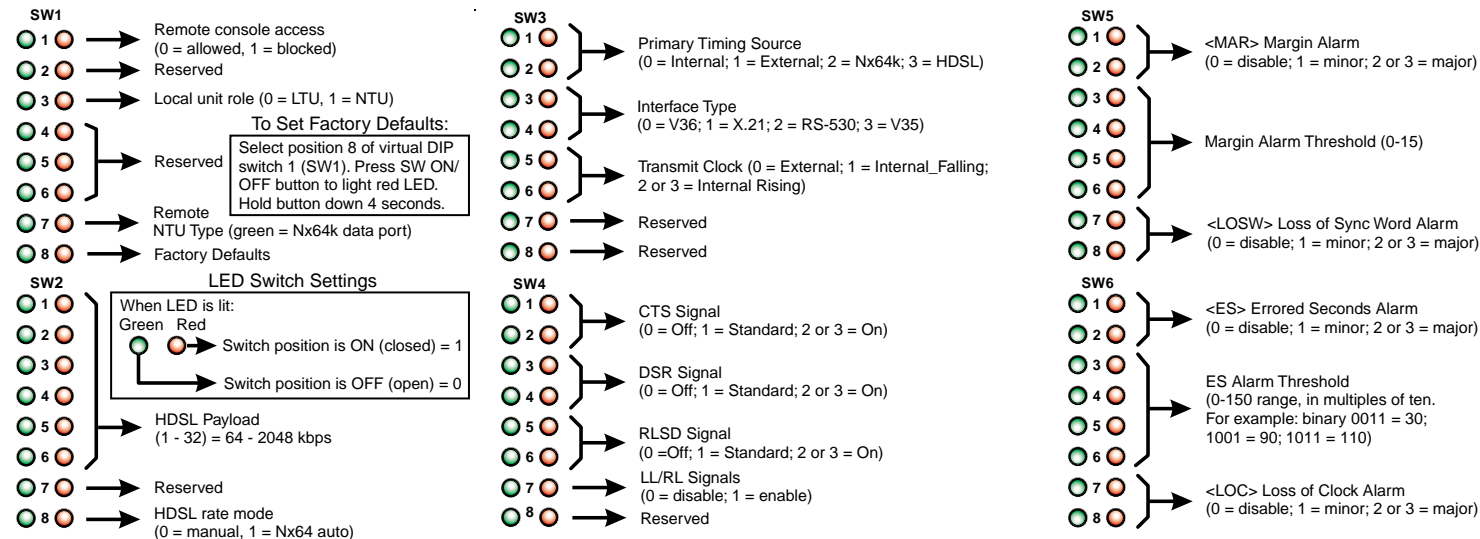 SW1
1 Remote console access
(0 = allowed, 1 = blocked)
2 Reserved
3 Local unit role (0 = LTU, 1 = NTU)
4
5 Reserved
6
To Set Factory Defaults:
Select position 8 of virtual DIP
switch 1 (SW1). Press SW ON/
OFF button to light red LED.
Hold button down 4 seconds.
7 Remote
NTU Type (green = Nx64k data port)
8 Factory Defaults
SW2
1
2
3
4
5
6
HDSL Payload
(1 - 32) = 64 - 2048 kbps
7 Reserved
8 HDSL rate mode
(0 = manual, 1 = Nx64 auto)
LED Switch Settings
When LED is lit:
Green Red
Switch position is ON (closed) = 1
Switch position is OFF (open) = 0
SW3
1
2
Primary Timing Source
(0 = Internal; 1 = External; 2 = Nx64k; 3 = HDSL)
3
4
Interface Type
(0 = V36; 1 = X.21; 2 = RS-530; 3 = V35)
5
6
Transmit Clock (0 = External; 1 = Internal_Falling;
2 or 3 = Internal Rising)
7 Reserved
8 Reserved
SW4
1
2
CTS Signal
(0 = Off; 1 = Standard; 2 or 3 = On)
3
4
DSR Signal
(0 = Off; 1 = Standard; 2 or 3 = On)
5
6
RLSD Signal
(0 =Off; 1 = Standard; 2 or 3 = On)
7 LL/RL Signals
(0 = disable; 1 = enable)
8 Reserved
SW5
1
2
<MAR> Margin Alarm
(0 = disable; 1 = minor; 2 or 3 = major)
3
4
5
6
Margin Alarm Threshold (0-15)
7
8
<LOSW> Loss of Sync Word Alarm
(0 = disable; 1 = minor; 2 or 3 = major)
SW6
1
2
<ES> Errored Seconds Alarm
(0 = disable; 1 = minor; 2 or 3 = major)
3
4
5
6
ES Alarm Threshold
(0-150 range, in multiples of ten.
For example: binary 0011 = 30;
1001 = 90; 1011 = 110)
7
8
<LOC> Loss of Clock Alarm
(0 = disable; 1 = minor; 2 or 3 = major)